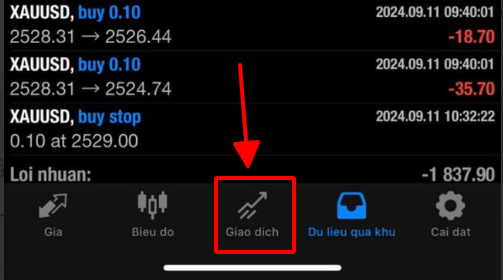 XAUUSD, buy 0.10 2024.09.11 09:40:01
2528.31 → 2526.44 -18.70
XAUUSD, buy 0.10 2024.09.11 09:40:01
2528.31 → 2524.74 -35.70
XAUUSD, buy stop 2024.09.11 10:32:22
0.10 at 2529.00
Loi nhuan: -1 837.90
Gia Bieu do Giao dich Du lieu qua khu Cai dat